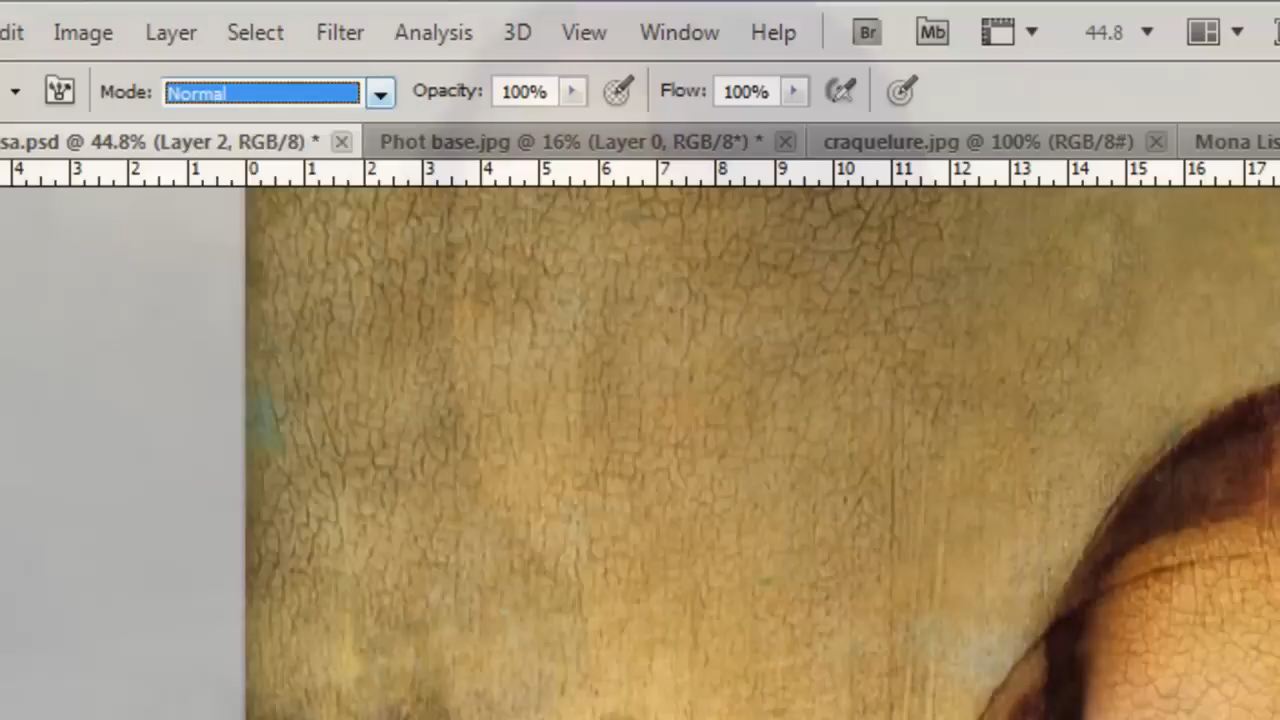 dit Image Layer Select Filter Analysis 3D View Window Help Br Mb 44.8
Mode: Normal Opacity: 100% Flow: 100%
sa.psd @ 44.8% (Layer 2, RGB/8) * Phot base.jpg @ 16% (Layer 0, RGB/8*) * craquelure.jpg @ 100% (RGB/8#) Mona Lis
4 3 2 1 0 1 2 3 4 5 6 7 8 9 10 11 12 13 14 15 16 17